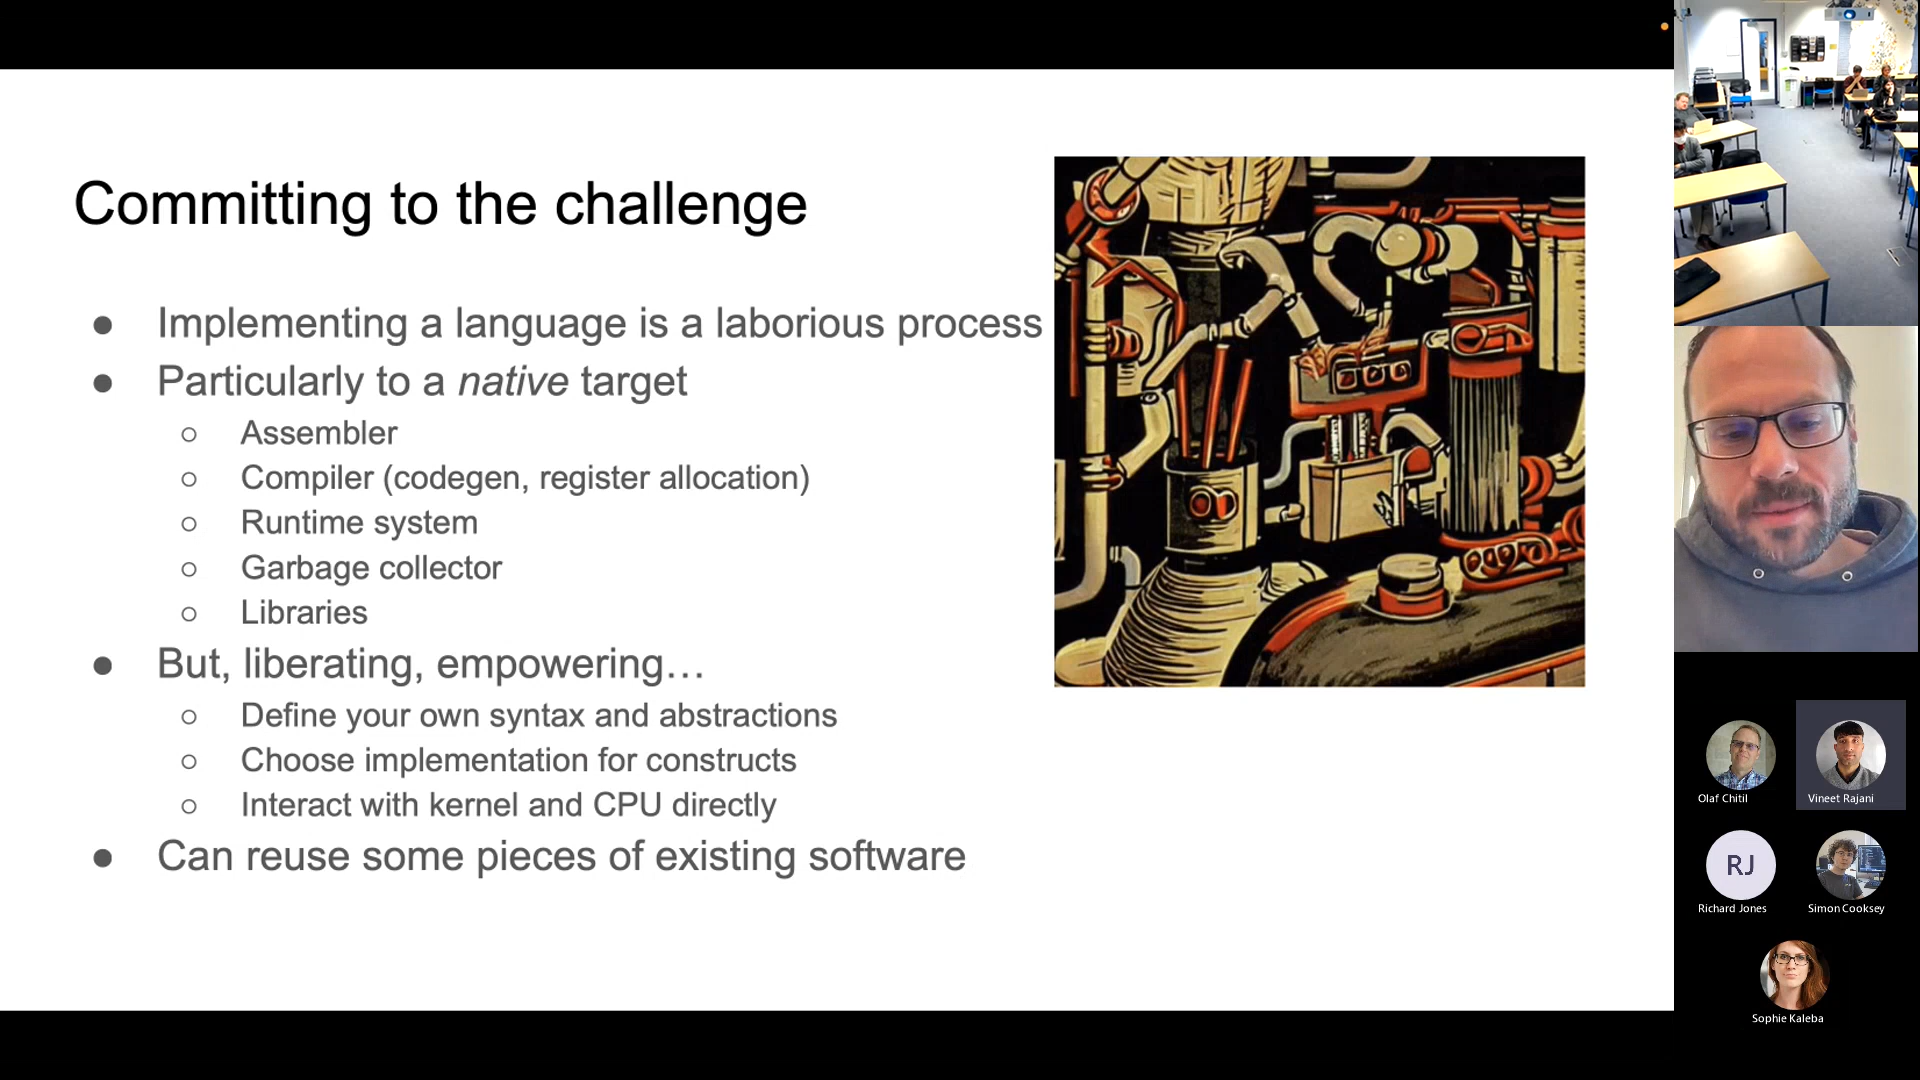 Committing to the challenge
● Implementing a language is a laborious process
● Particularly to a native target
○ Assembler
○ Compiler (codegen, register allocation)
○ Runtime system
○ Garbage collector
○ Libraries
● But, liberating, empowering…
○ Define your own syntax and abstractions
○ Choose implementation for constructs
○ Interact with kernel and CPU directly
● Can reuse some pieces of existing software
Olaf Chitil
Vineet Rajani
RJ
Richard Jones
Simon Cooksey
Sophie Kaleba